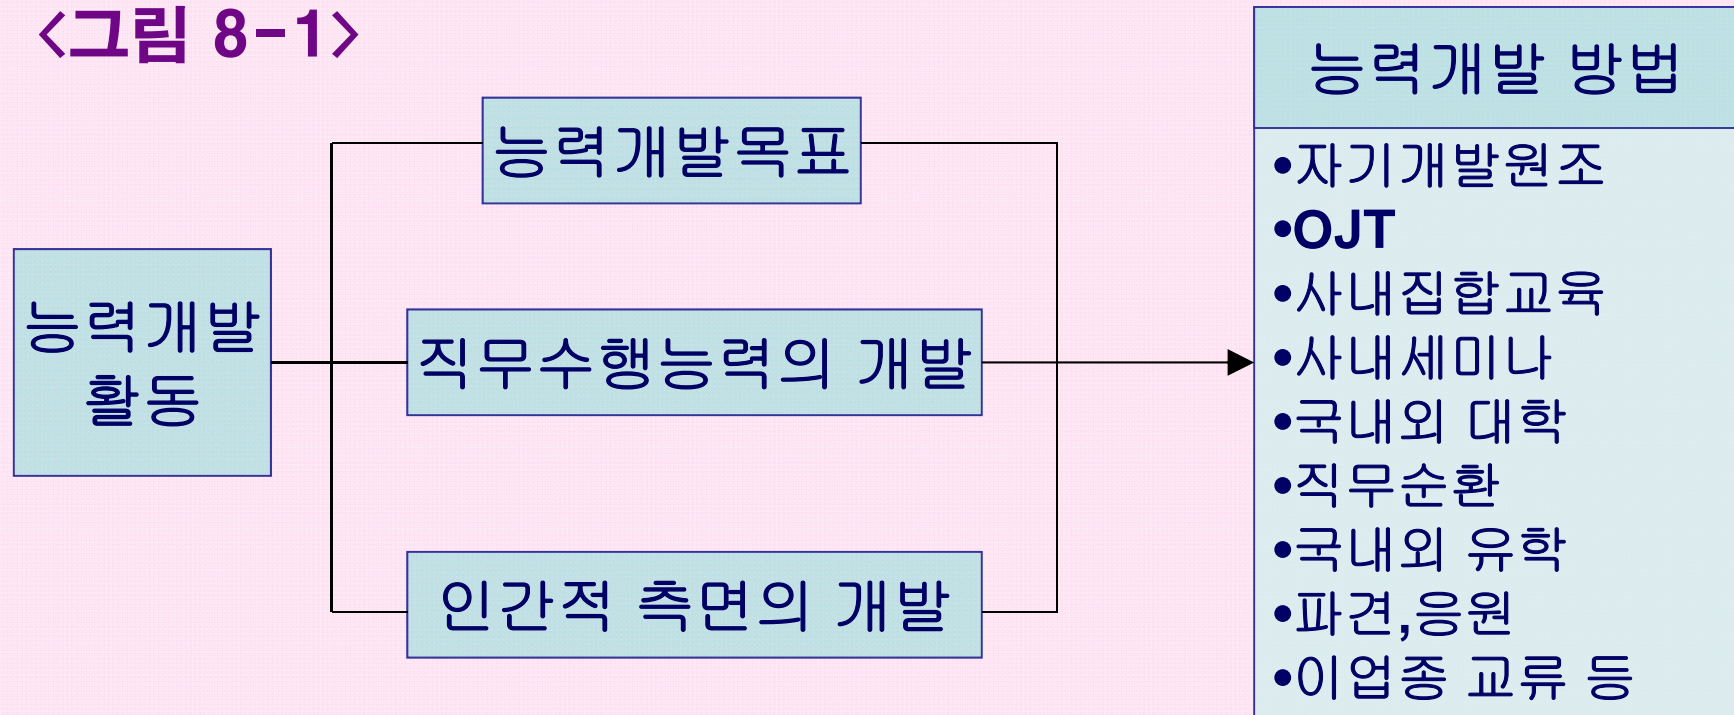 <그림 8-1>
능력개발
활동
능력개발목표
직무수행능력의 개발
인간적 측면의 개발
능력개발 방법
•자기개발원조
•OJT
•사내집합교육
•사내세미나
•국내외 대학
•직무순환
•국내외 유학
•파견,응원
•이업종 교류 등